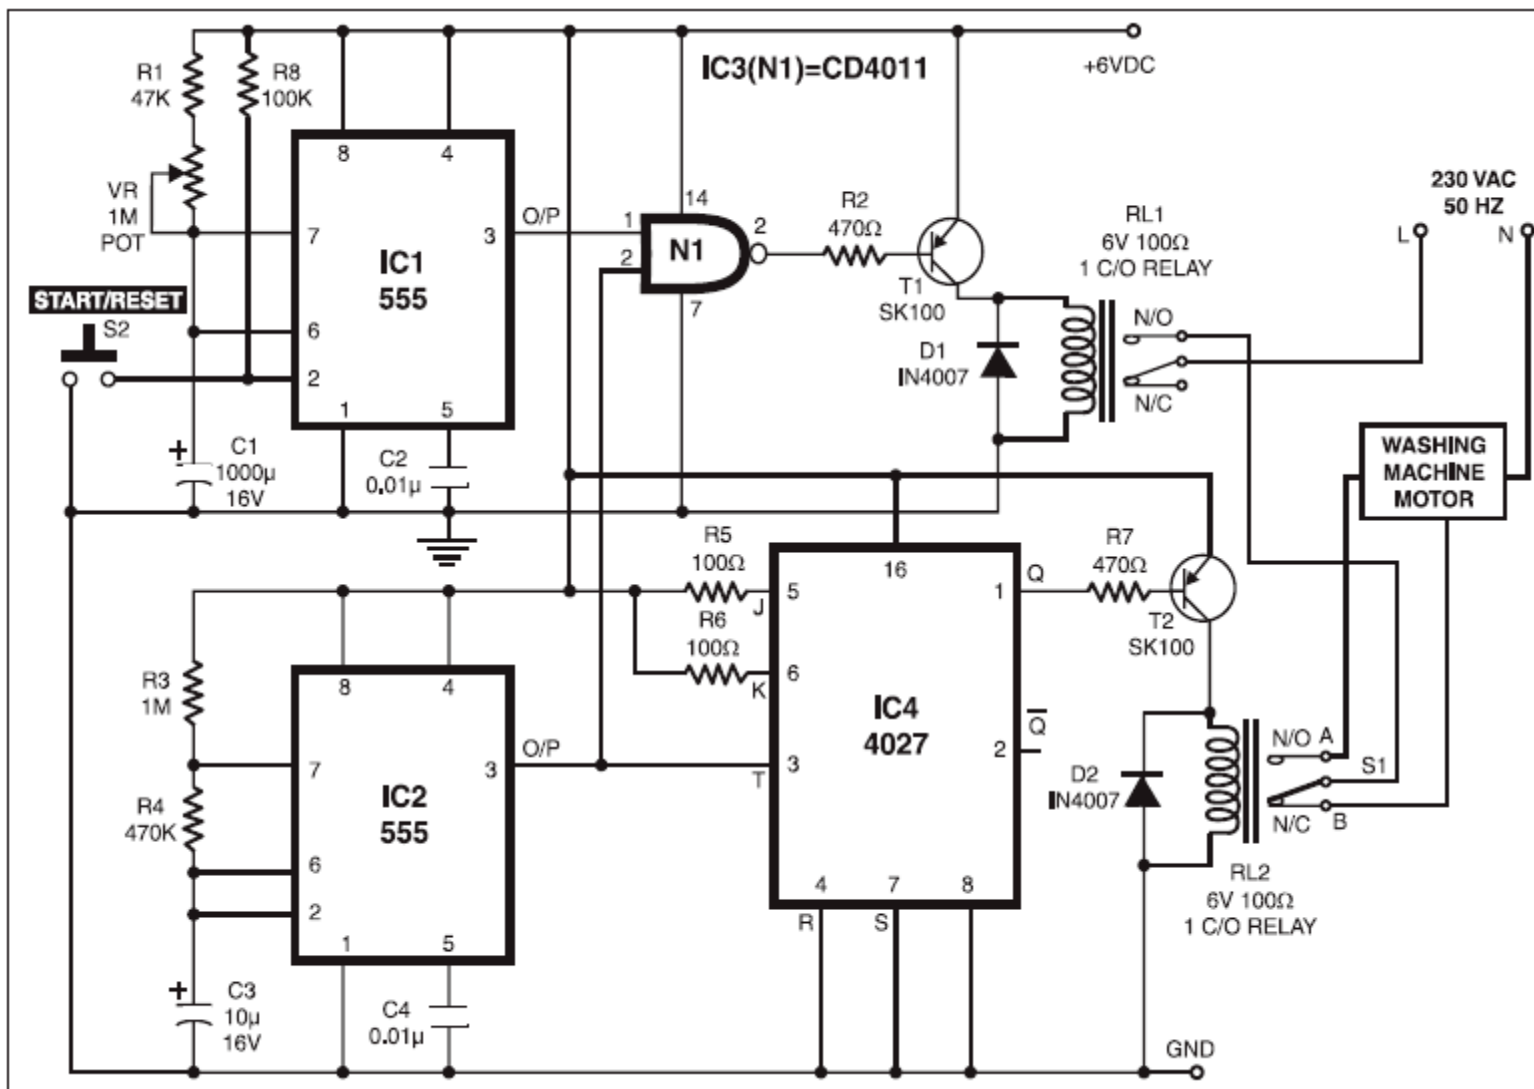 IC3(N1)=CD4011
+6VDC
R1
47K
R8
100K
8
4
VR
1M
POT
7
IC1
555
3
O/P
6
2
1
5
START/RESET
S2
C1
1000µ
16V
C2
0.01µ
14
1
2
N1
2
7
R2
470Ω
T1
SK100
D1
IN4007
RL1
6V 100Ω
1 C/O RELAY
N/O
N/C
230 VAC
50 HZ
L
N
WASHING
MACHINE
MOTOR
R5
100Ω
J
R6
100Ω
K
5
6
16
1
Q
IC4
4027
Q
2
3
T
4
7
8
R
S
R7
470Ω
T2
SK100
D2
IN4007
N/O
A
S1
N/C
B
RL2
6V 100Ω
1 C/O RELAY
R3
1M
R4
470K
8
4
7
IC2
555
3
O/P
6
2
1
5
C3
10µ
16V
C4
0.01µ
GND